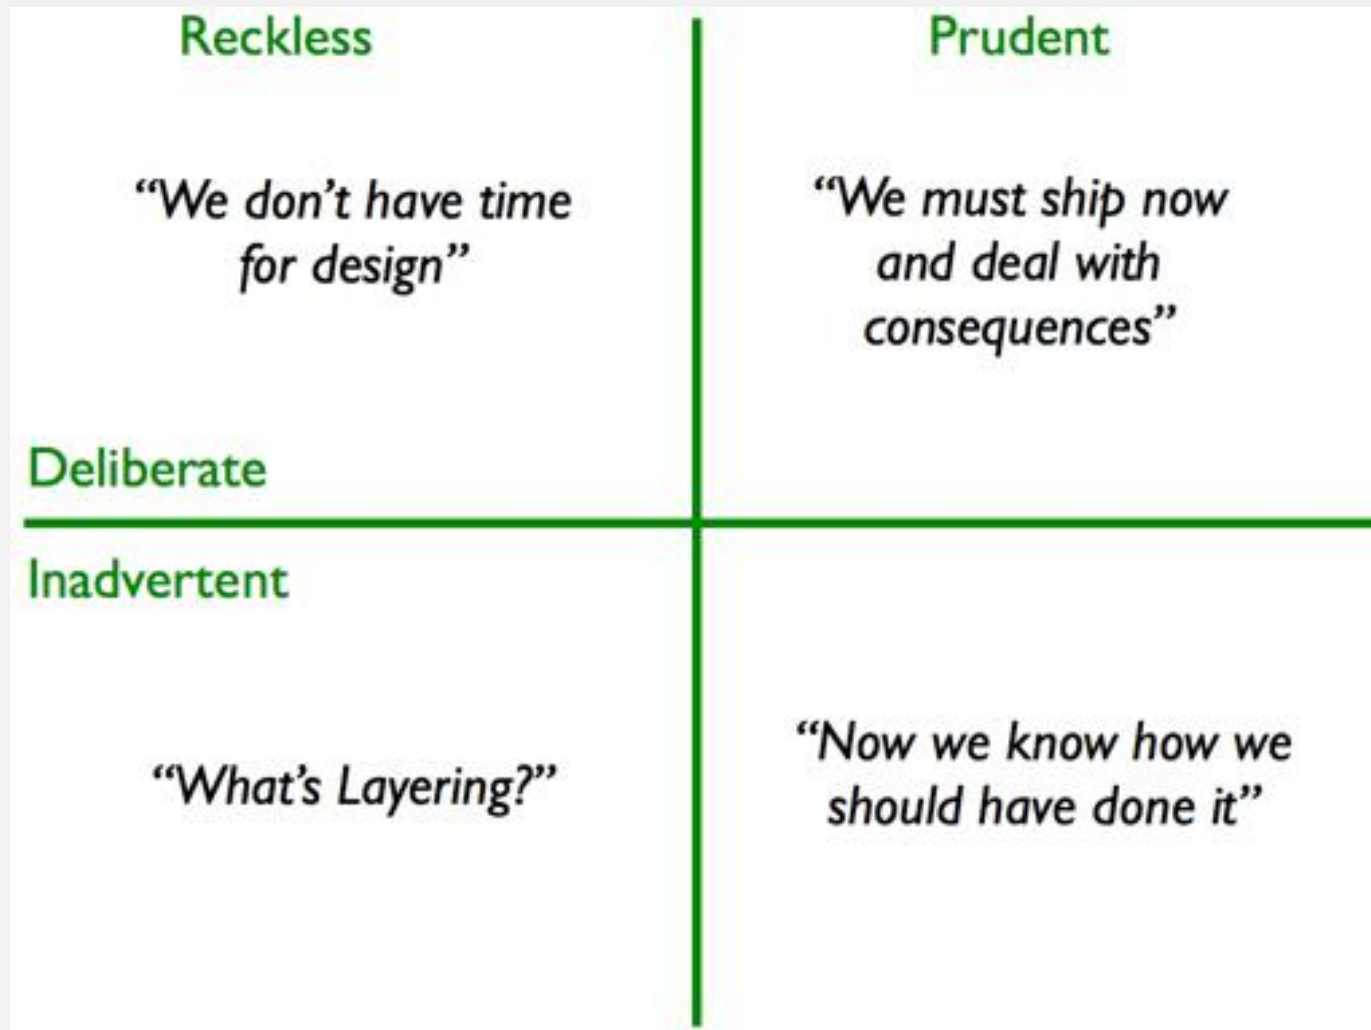 Reckless
Prudent
“We don’t have time
for design”
“We must ship now
and deal with
consequences”
Deliberate
Inadvertent
“What’s Layering?”
“Now we know how we
should have done it”